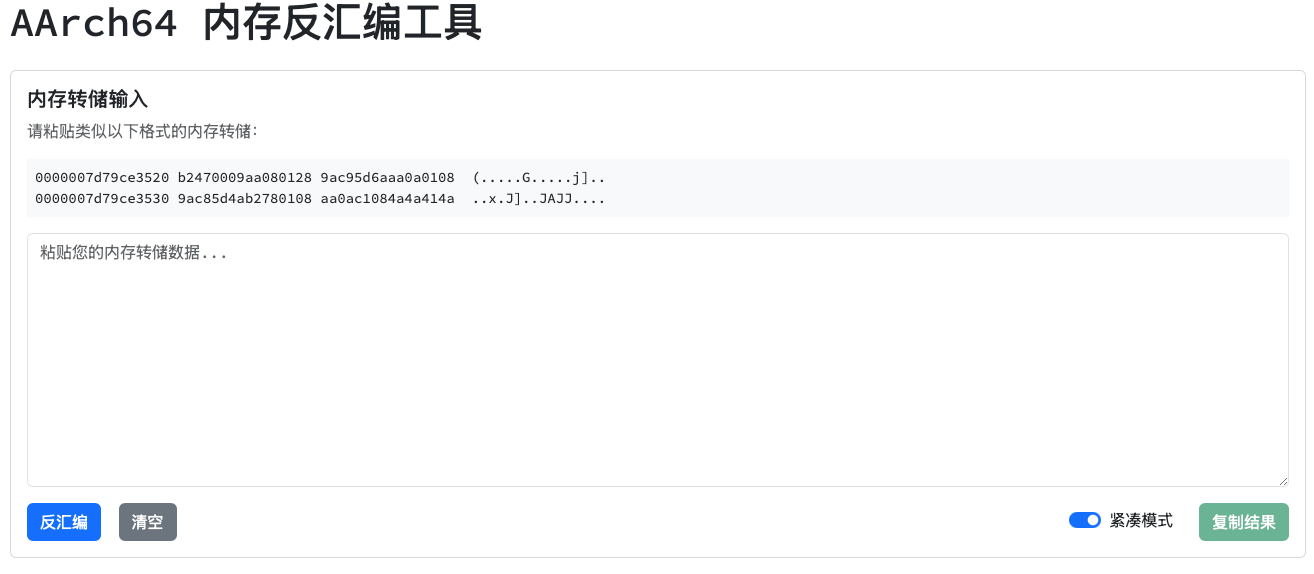 AArch64 内存反汇编工具
内存转储输入
请粘贴类似以下格式的内存转储：
0000007d79ce3520 b2470009aa080128 9ac95d6aaa0a0108  (.....G.....j]..
0000007d79ce3530 9ac85d4ab2780108 aa0ac1084a4a414a  ..x.J]..JAJJ....
粘贴您的内存转储数据...
反汇编 清空 紧凑模式 复制结果